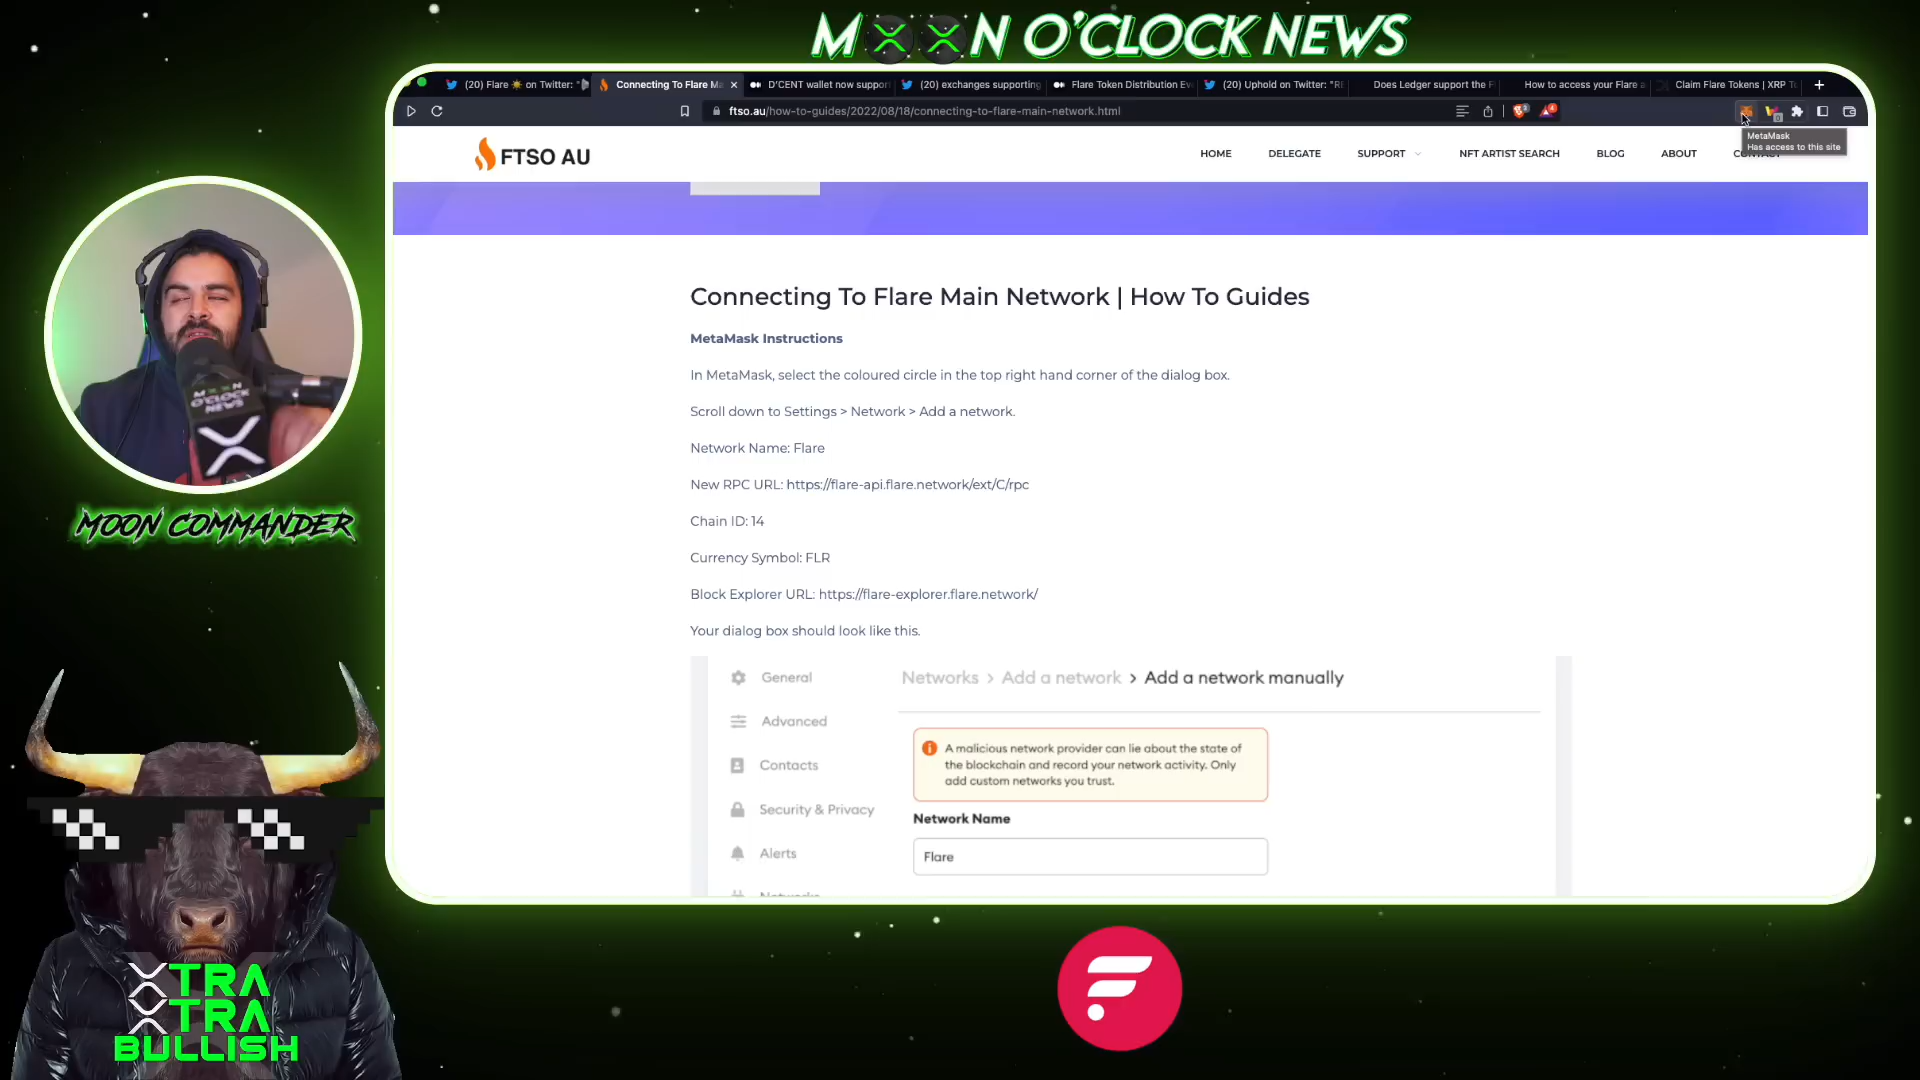 MOON O'CLOCK NEWS
(20) Flare ☀️ on Twitter: "
Connecting To Flare Ma
D'CENT wallet now suppor
(20) exchanges supporting
Flare Token Distribution Ev
(20) Uphold on Twitter: "RI
Does Ledger support the F
How to access your Flare a
Claim Flare Tokens | XRP To
ftso.au/how-to-guides/2022/08/18/connecting-to-flare-main-network.html
MetaMask
Has access to this site
FTSO AU
HOME
DELEGATE
SUPPORT
NFT ARTIST SEARCH
BLOG
ABOUT
CONTACT
Connecting To Flare Main Network | How To Guides
MetaMask Instructions
In MetaMask, select the coloured circle in the top right hand corner of the dialog box.
Scroll down to Settings > Network > Add a network.
Network Name: Flare
New RPC URL: https://flare-api.flare.network/ext/C/rpc
Chain ID: 14
Currency Symbol: FLR
Block Explorer URL: https://flare-explorer.flare.network/
Your dialog box should look like this.
General
Advanced
Contacts
Security & Privacy
Alerts
Networks
Networks > Add a network > Add a network manually
A malicious network provider can lie about the state of
the blockchain and record your network activity. Only
add custom networks you trust.
Network Name
Flare
MOON
O'CLOCK
NEWS
MOON COMMANDER
XTRA
XTRA
BULLISH